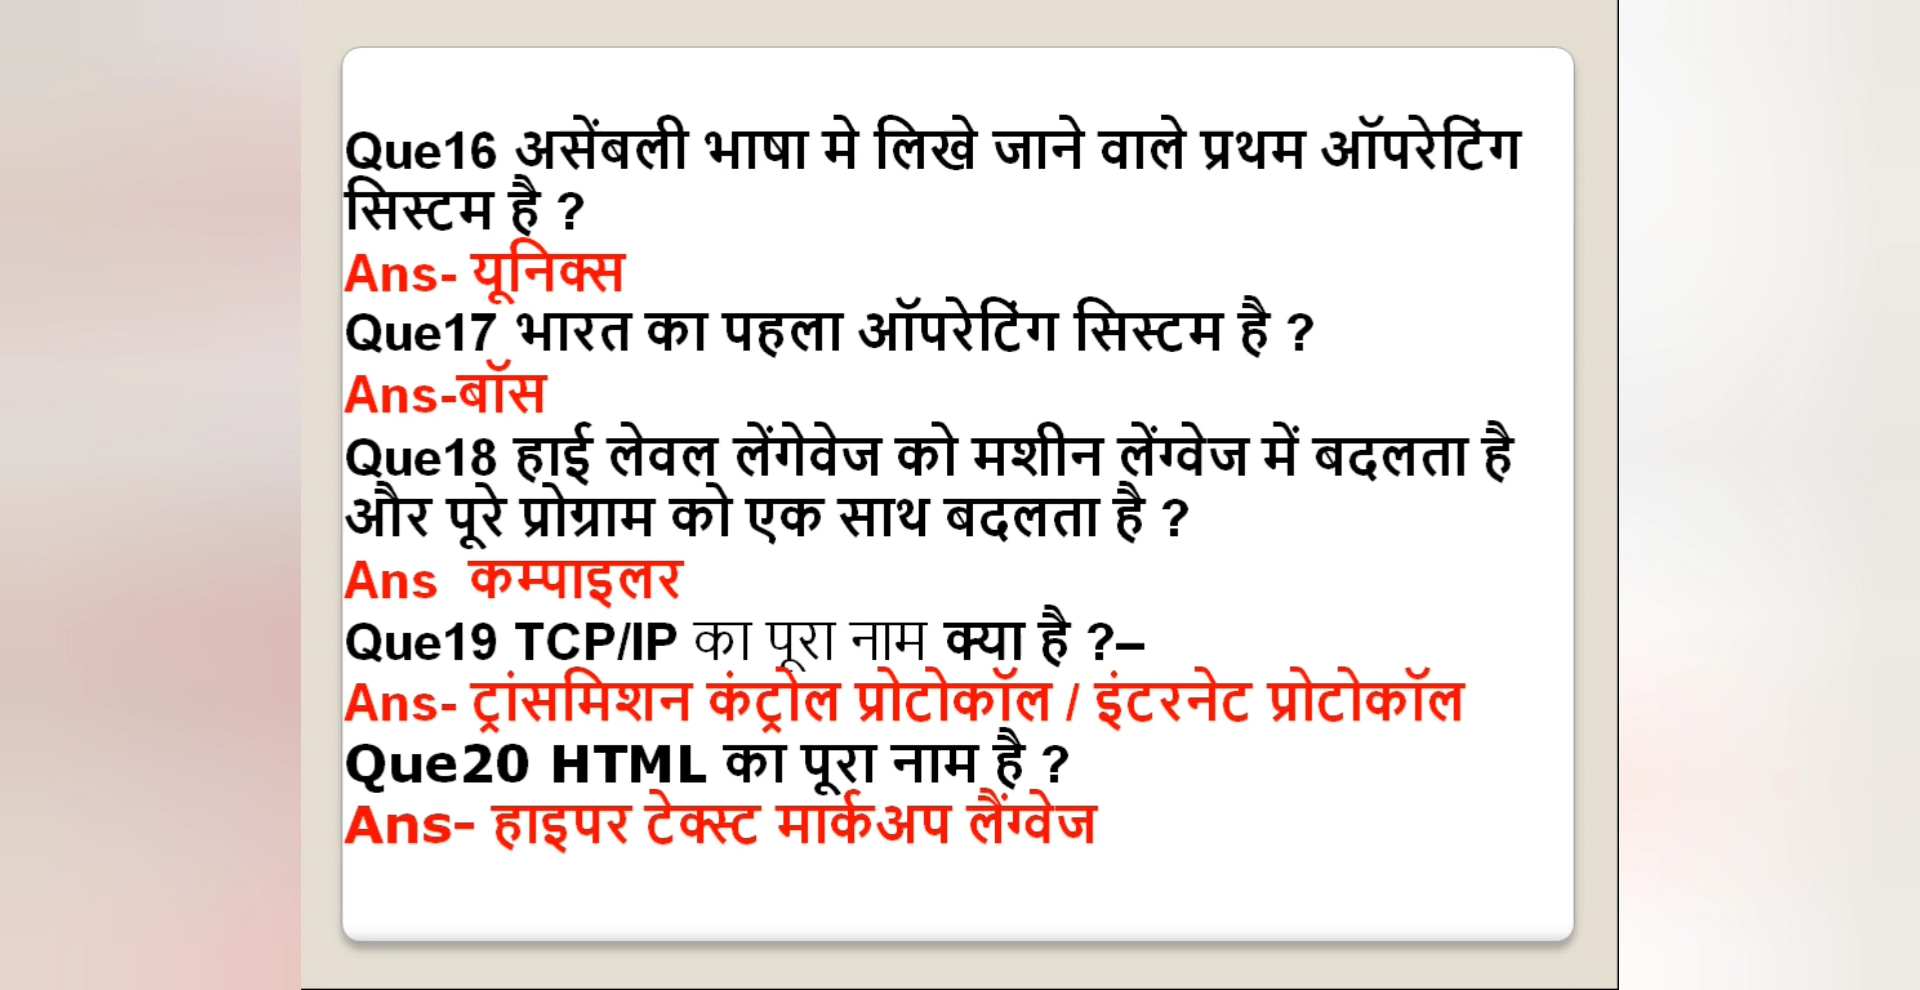 Que16 असेंबली भाषा मे लिखे जाने वाले प्रथम ऑपरेटिंग
सिस्टम है ?
Ans- यूनिक्स
Que17 भारत का पहला ऑपरेटिंग सिस्टम है ?
Ans-बॉस
Que18 हाई लेवल लेंगेवेज को मशीन लेंग्वेज में बदलता है
और पूरे प्रोग्राम को एक साथ बदलता है ?
Ans कम्पाइलर
Que19 TCP/IP का पूरा नाम क्या है ?–
Ans- ट्रांसमिशन कंट्रोल प्रोटोकॉल / इंटरनेट प्रोटोकॉल
Que20 HTML का पूरा नाम है ?
Ans- हाइपर टेक्स्ट मार्कअप लैंग्वेज